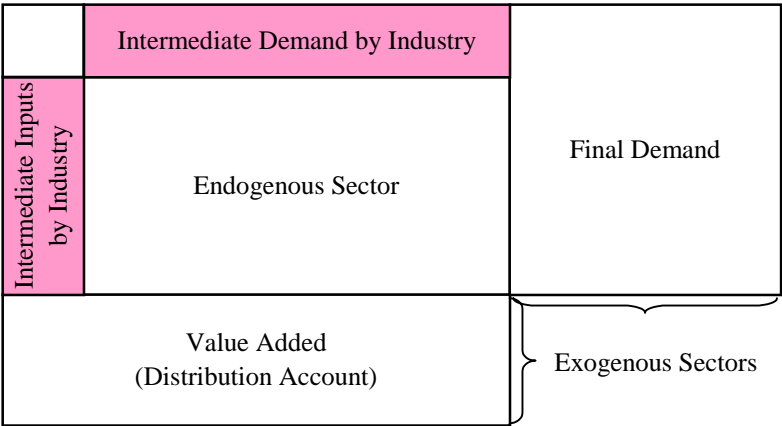 Intermediate Demand by Industry
Intermediate Inputs
by Industry
Endogenous Sector
Final Demand
Value Added
(Distribution Account)
Exogenous Sectors